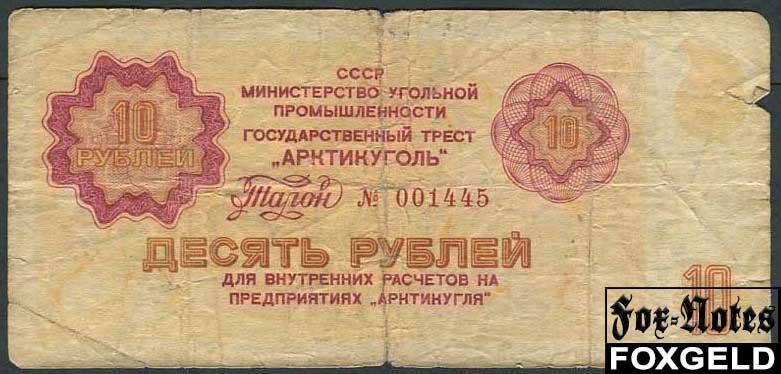 СССР
МИНИСТЕРСТВО УГОЛЬНОЙ
ПРОМЫШЛЕННОСТИ
ГОСУДАРСТВЕННЫЙ ТРЕСТ
„АРКТИКУГОЛЬ"
10
РУБЛЕЙ
10
Талон № 001445
ДЕСЯТЬ РУБЛЕЙ
ДЛЯ ВНУТРЕННИХ РАСЧЕТОВ НА
ПРЕДПРИЯТИЯХ „АРКТИКУГЛЯ"
10
Fox-Notes
FOXGELD